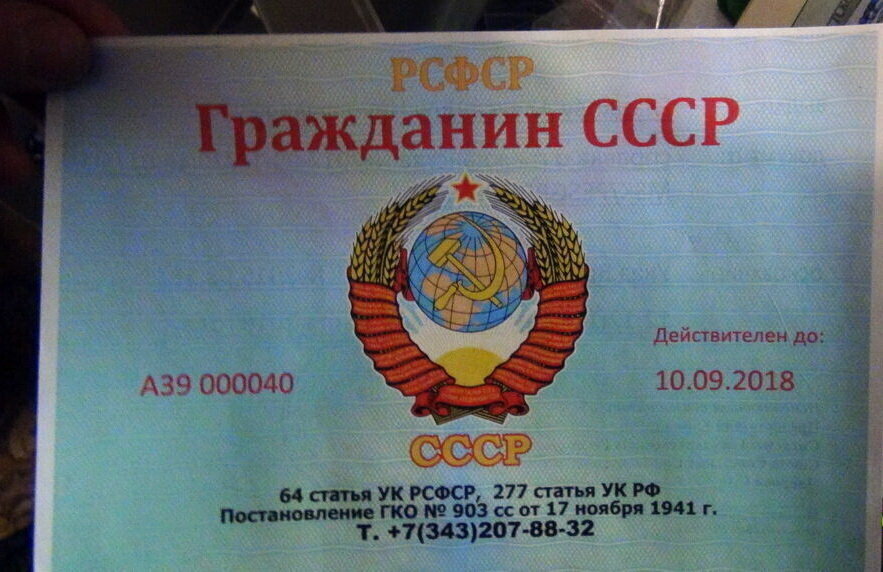 РСФСР
Гражданин СССР
Действителен до:
А39 000040
10.09.2018
СССР
64 статья УК РСФСР, 277 статья УК РФ
Постановление ГКО № 903 сс от 17 ноября 1941 г.
Т. +7(343)207-88-32